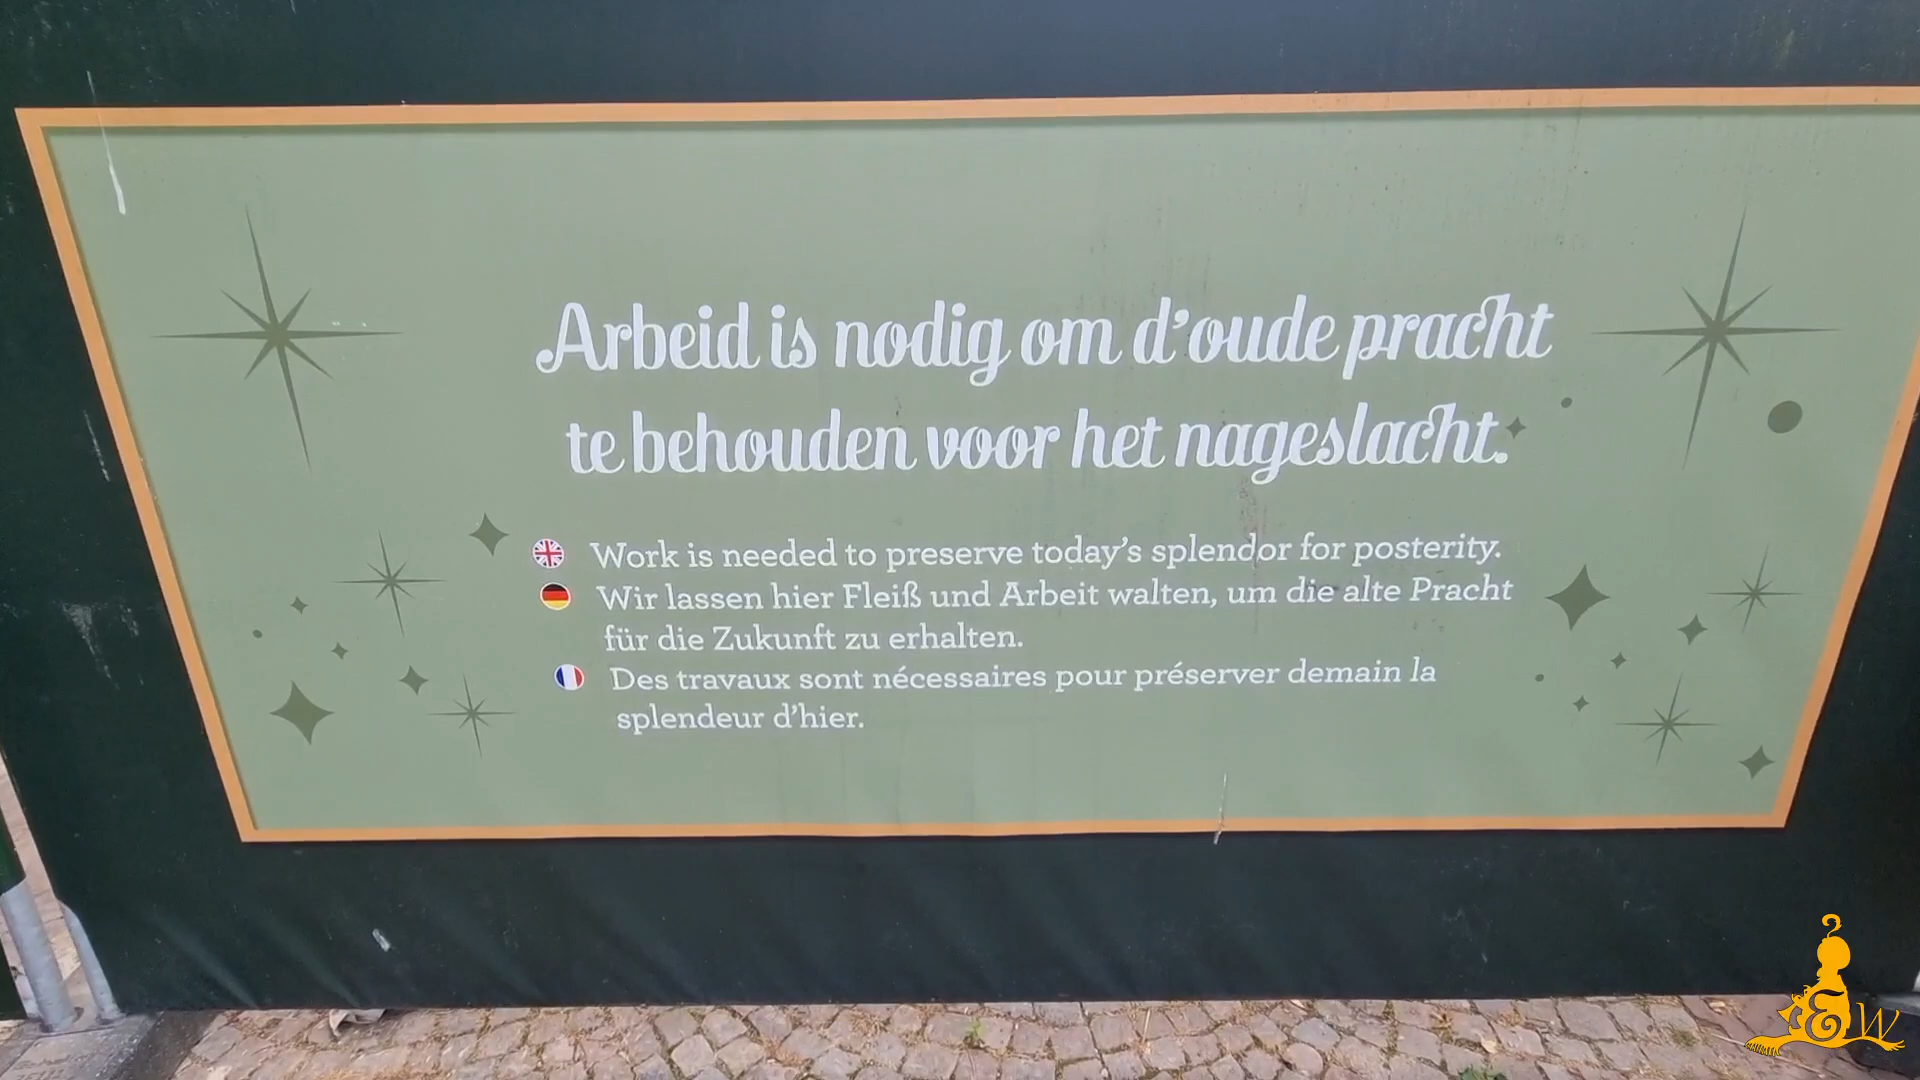 Arbeid is nodig om d'oude pracht
te behouden voor het nageslacht.
Work is needed to preserve today's splendor for posterity.
Wir lassen hier Fleiß und Arbeit walten, um die alte Pracht
für die Zukunft zu erhalten.
Des travaux sont nécessaires pour préserver demain la
splendeur d'hier.
E W